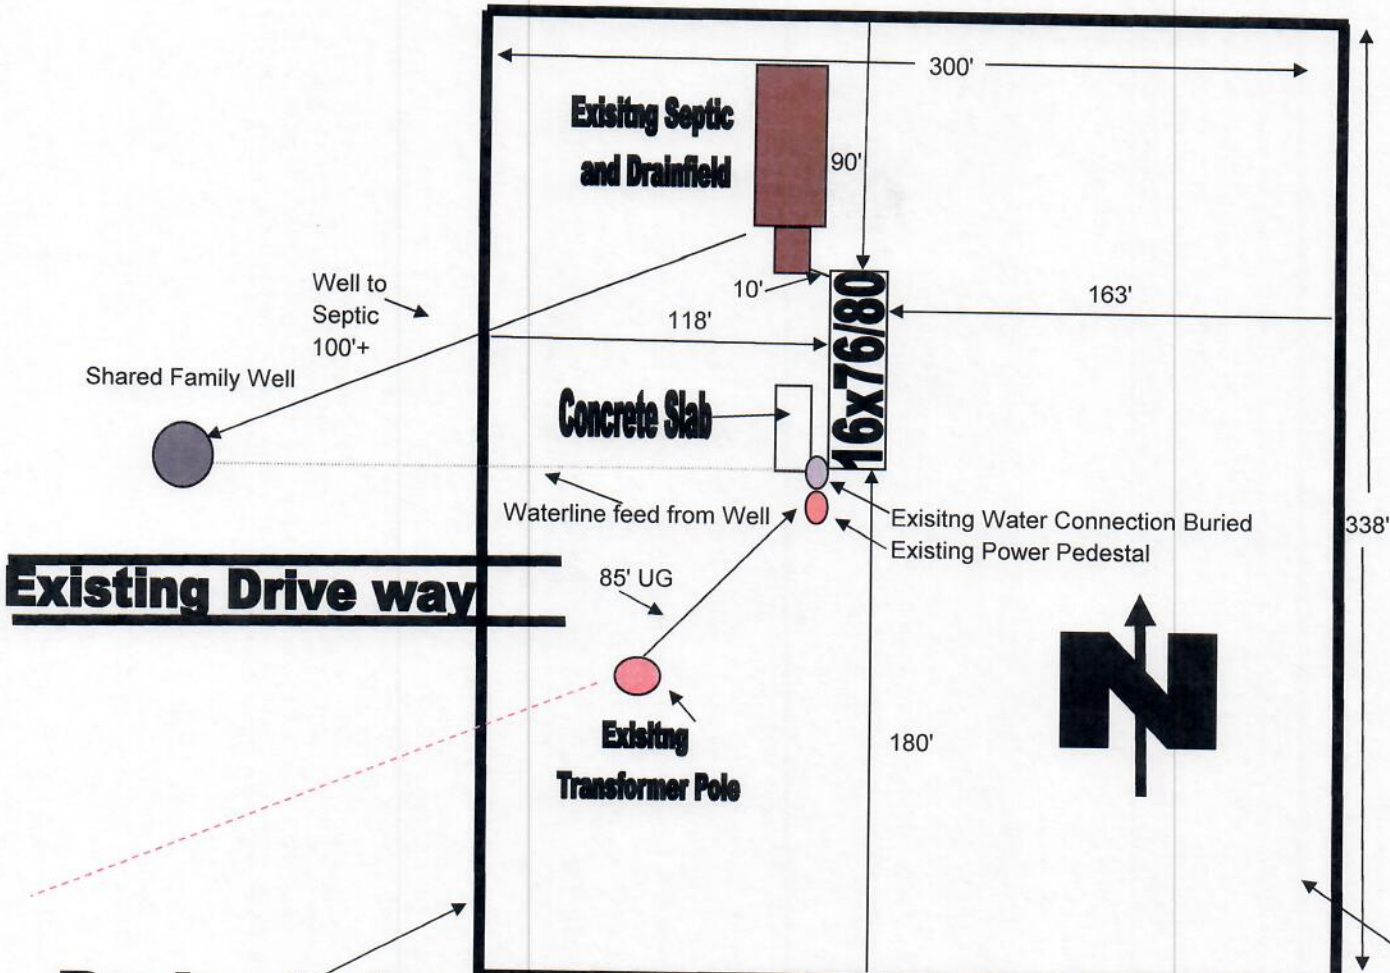 300'
Exisitng Septic
and Drainfield
90'
Well to
Septic
100'+
10'
16x76/80
163'
118'
Shared Family Well
Concrete Slab
Waterline feed from Well
Exisitng Water Connection Buried
Existing Power Pedestal
338'
Existing Drive way
85' UG
N
Exisitng
Transformer Pole
180'